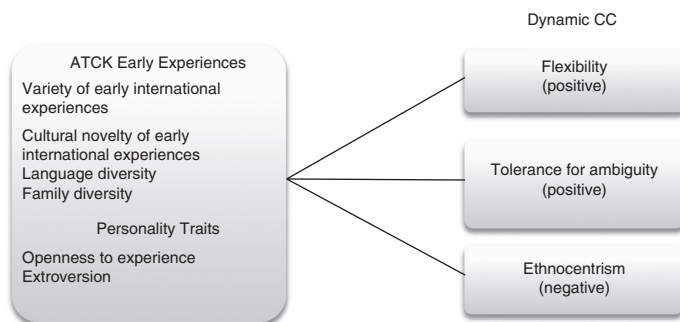 ATCK Early Experiences
Variety of early international
experiences
Cultural novelty of early
international experiences
Language diversity
Family diversity
Personality Traits
Openness to experience
Extroversion
Dynamic CC
Flexibility
(positive)
Tolerance for ambiguity
(positive)
Ethnocentrism
(negative)